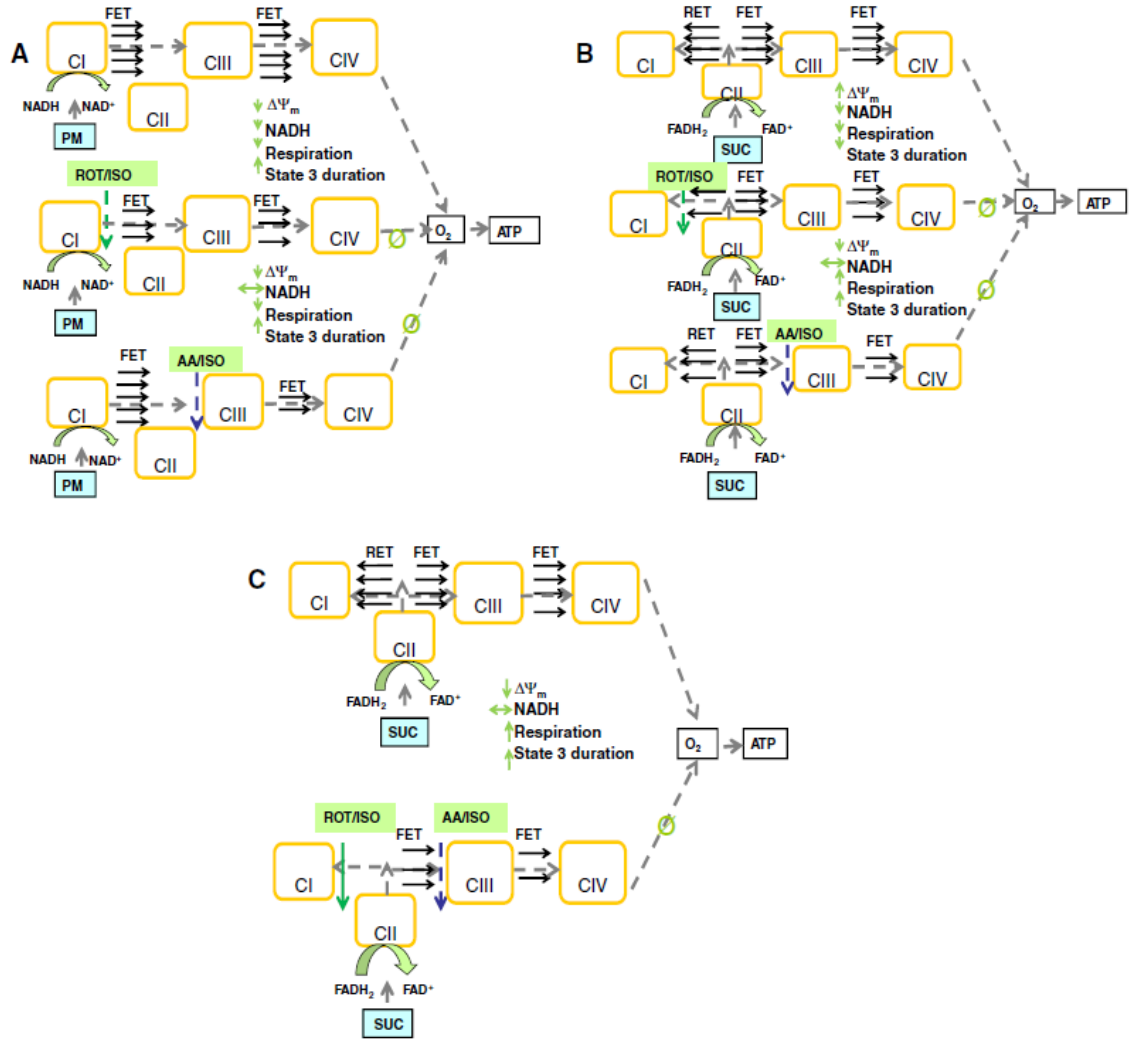 A
FET FET
CI CIII CIV
NADH NAD⁺
CII
PM
ΔΨm
NADH
Respiration
State 3 duration
ROT/ISO
FET FET
CI CIII CIV Ø O₂ ATP
NADH NAD⁺
CII
PM
ΔΨm
NADH
Respiration
State 3 duration
Ø
FET AA/ISO
FET
CI CIII CIV
NADH NAD⁺
CII
PM
B
RET FET FET
CI CIII CIV
CII
FADH₂ FAD⁺
SUC
ΔΨm
NADH
Respiration
State 3 duration
ROT/ISO
FET FET
CI CIII CIV Ø O₂ ATP
CII
FADH₂ FAD⁺
SUC
ΔΨm
NADH
Respiration
State 3 duration
Ø
RET FET AA/ISO
FET
CI CIII CIV
CII
FADH₂ FAD⁺
SUC
C
RET FET FET
CI CIII CIV
CII
FADH₂ FAD⁺
SUC
ΔΨm
NADH
Respiration
State 3 duration
O₂ ATP
ROT/ISO AA/ISO
FET FET
Ø
CI CIII CIV
CII
FADH₂ FAD⁺
SUC